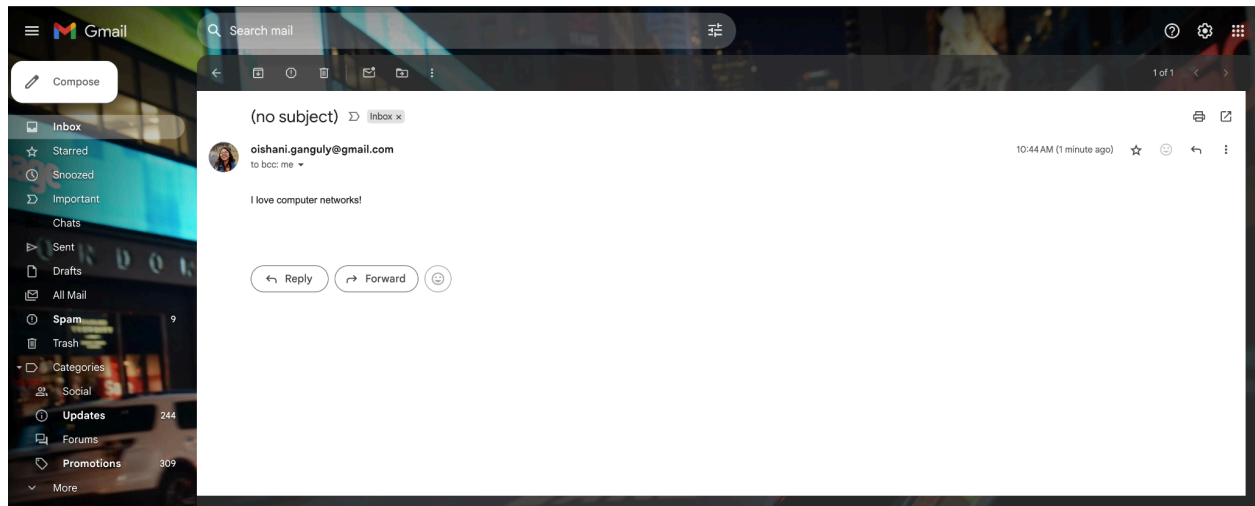 Gmail
Search mail
Compose
1 of 1
Inbox
Starred
Snoozed
Important
Chats
Sent
Drafts
All Mail
Spam 9
Trash
Categories
Social
Updates 244
Forums
Promotions 309
More
(no subject) Inbox ×
oishani.ganguly@gmail.com 10:44 AM (1 minute ago)
to bcc: me
I love computer networks!
Reply Forward